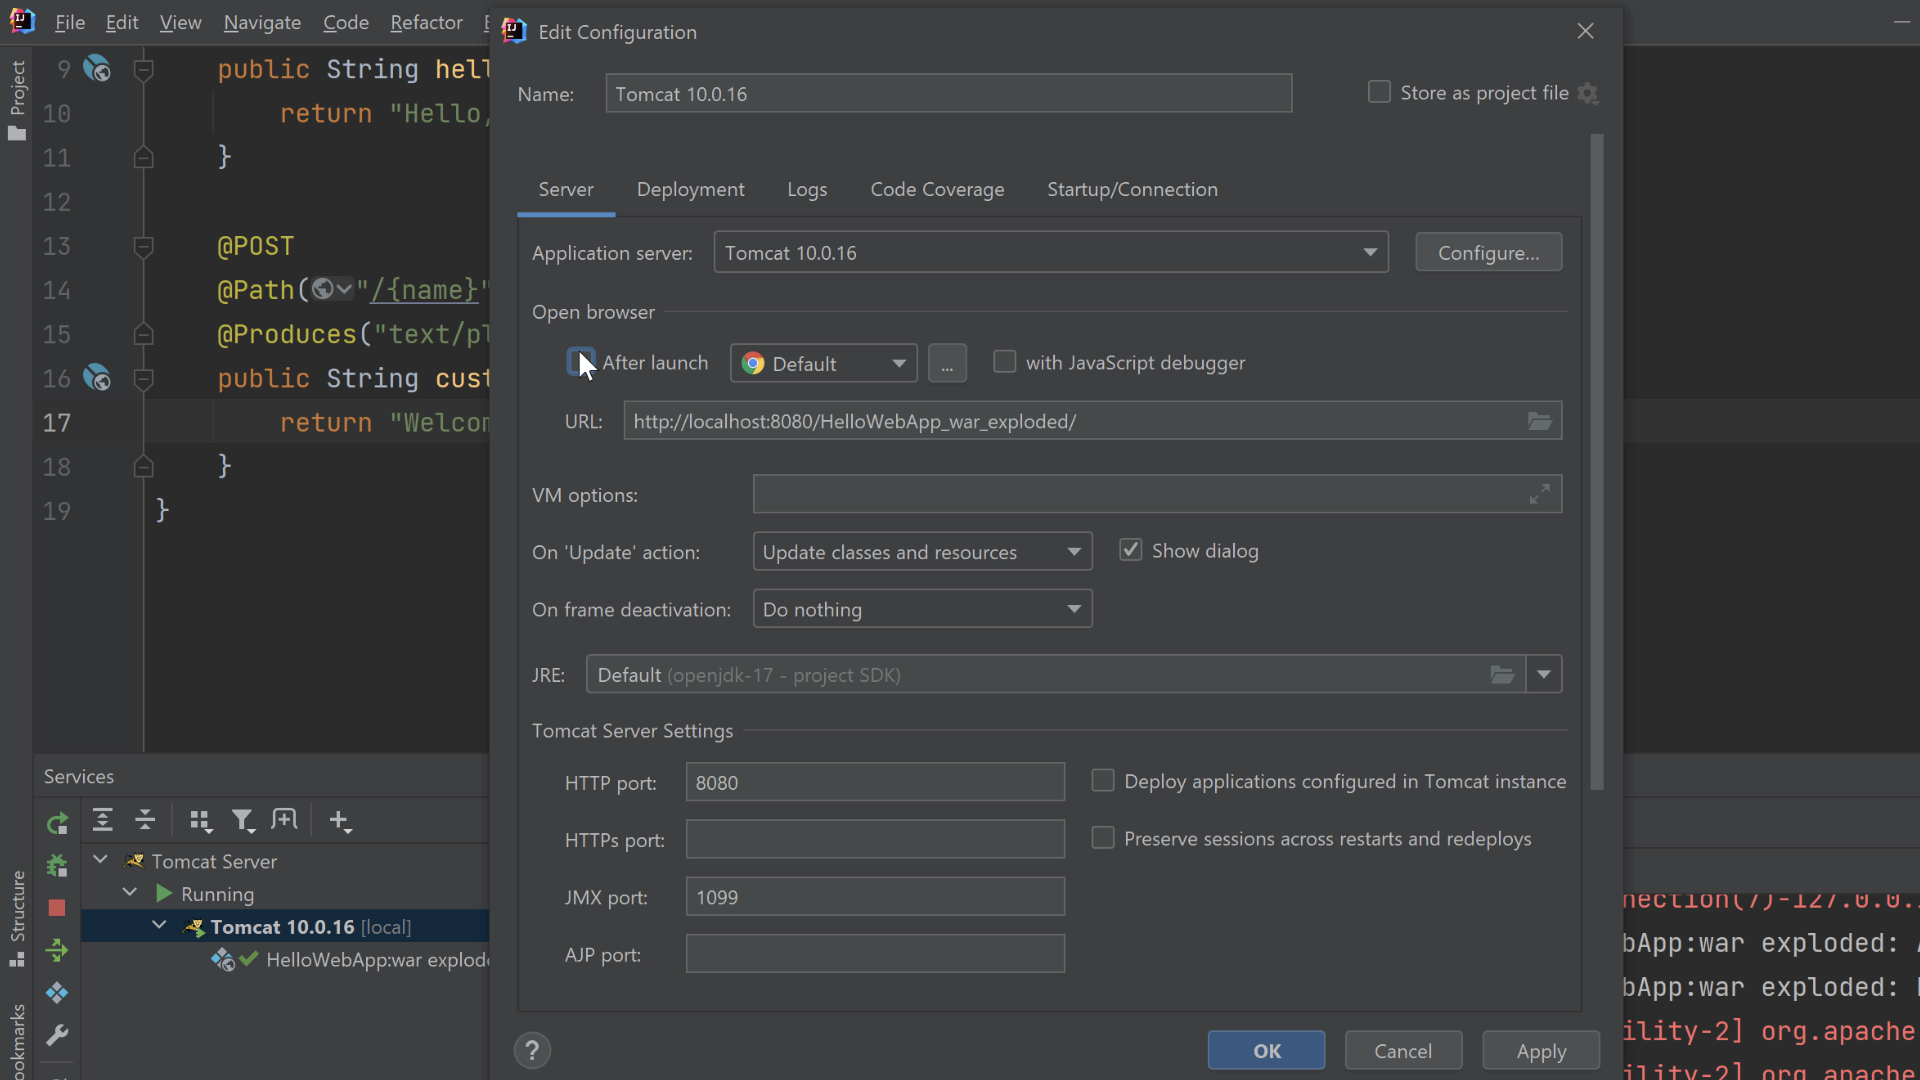 File Edit View Navigate Code Refactor
Edit Configuration
Project
9 public String hell
10 return "Hello,
11 }
12
13 @POST
14 @Path("/{name}"
15 @Produces("text/pl
16 public String cust
17 return "Welcom
18 }
19 }
Name: Tomcat 10.0.16
Store as project file
Server Deployment Logs Code Coverage Startup/Connection
Application server: Tomcat 10.0.16 Configure...
Open browser
After launch Default ... with JavaScript debugger
URL: http://localhost:8080/HelloWebApp_war_exploded/
VM options:
On 'Update' action: Update classes and resources Show dialog
On frame deactivation: Do nothing
JRE: Default (openjdk-17 - project SDK)
Tomcat Server Settings
HTTP port: 8080 Deploy applications configured in Tomcat instance
HTTPs port: Preserve sessions across restarts and redeploys
JMX port: 1099
AJP port:
? OK Cancel Apply
Services
Tomcat Server
Running
Tomcat 10.0.16 [local]
HelloWebApp:war explode
Structure
ookmarks
nection(7)-127.0.0.
bApp:war exploded:
bApp:war exploded:
ility-2] org.apache
ility-2] org.apache